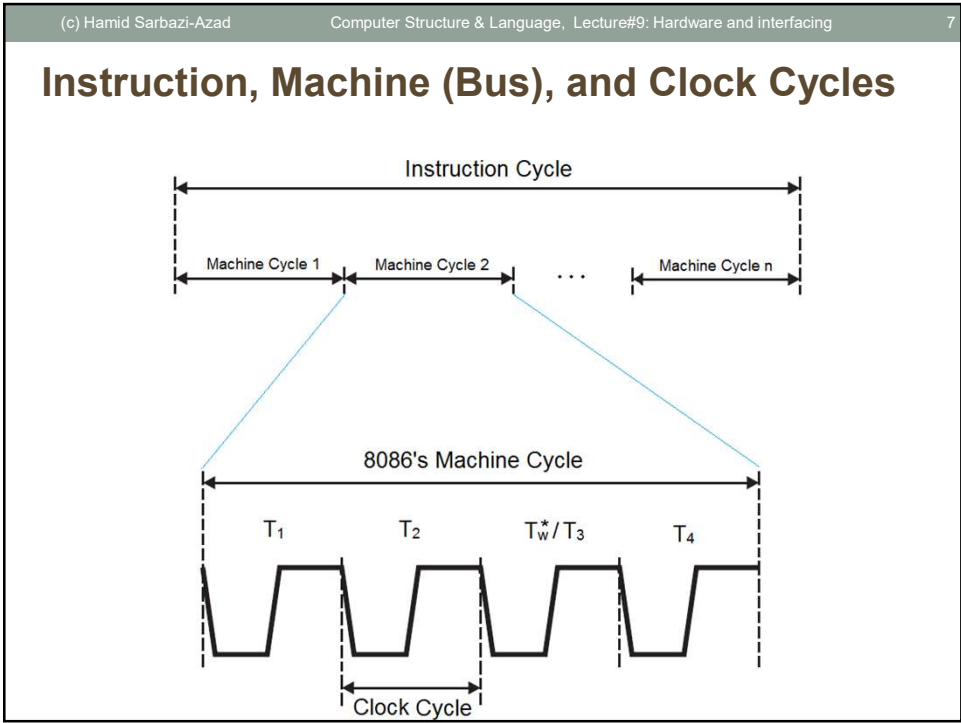 (c) Hamid Sarbazi-Azad Computer Structure & Language, Lecture#9: Hardware and interfacing 7
Instruction, Machine (Bus), and Clock Cycles
Instruction Cycle
Machine Cycle 1 Machine Cycle 2 ... Machine Cycle n
8086's Machine Cycle
T₁ T₂ T*w/T₃ T₄
Clock Cycle